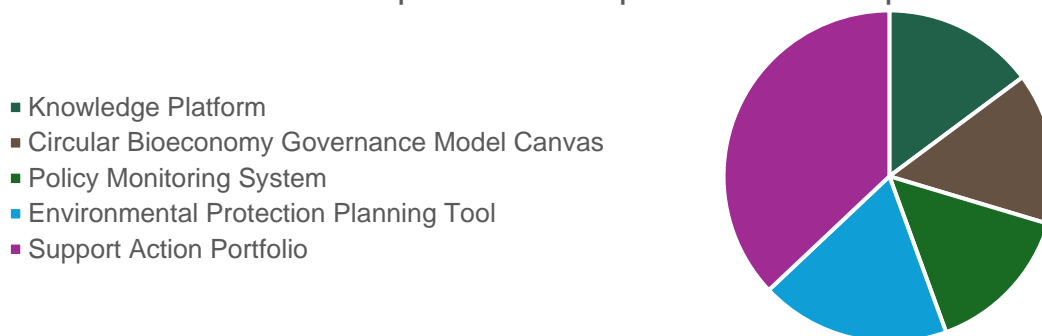 Knowledge Platform
Circular Bioeconomy Governance Model Canvas
Policy Monitoring System
Environmental Protection Planning Tool
Support Action Portfolio